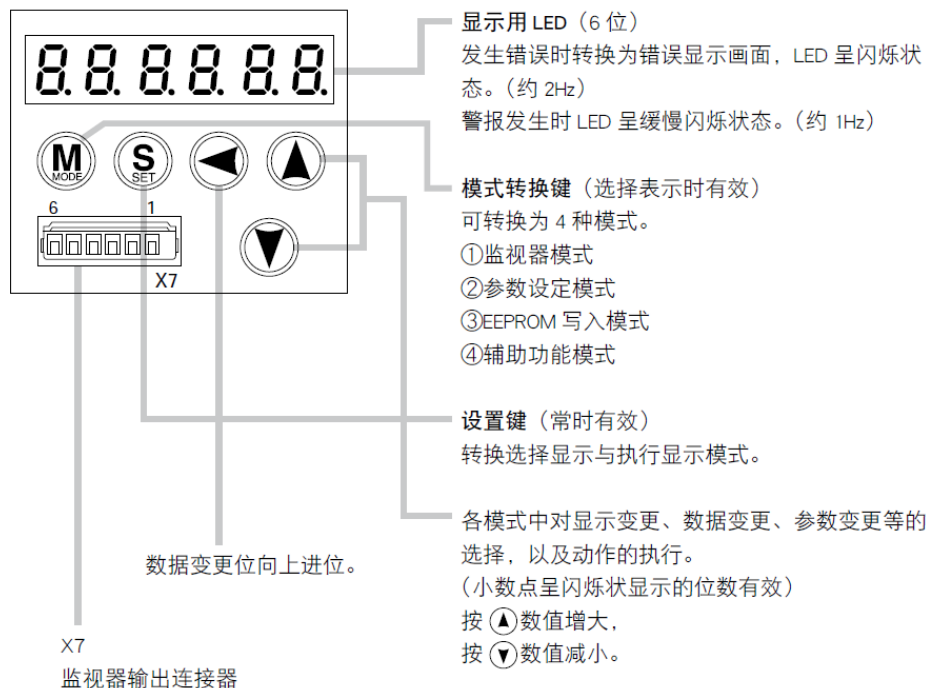 显示用 LED（6 位）
发生错误时转换为错误显示画面，LED 呈闪烁状
态。（约 2Hz）
警报发生时 LED 呈缓慢闪烁状态。（约 1Hz）
8.8.8.8.8.8.
M
MODE
S
SET
6
1
X7
模式转换键（选择表示时有效）
可转换为 4 种模式。
①监视器模式
②参数设定模式
③EEPROM 写入模式
④辅助功能模式
设置键（常时有效）
转换选择显示与执行显示模式。
各模式中对显示变更、数据变更、参数变更等的
选择，以及动作的执行。
（小数点呈闪烁状显示的位数有效）
按▲数值增大，
按▼数值减小。
数据变更位向上进位。
X7
监视器输出连接器